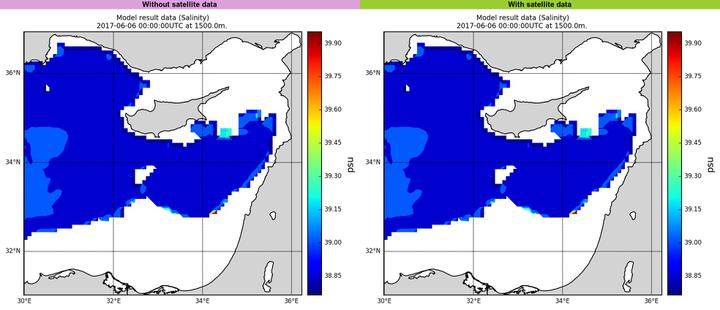 Without satellite data
With satellite data
Model result data (Salinity)
2017-06-06 00:00:00UTC at 1500.0m.
36°N
34°N
32°N
30°E
32°E
34°E
36°E
39.90
39.75
39.60
39.45
39.30
39.15
39.00
38.85
psu
Model result data (Salinity)
2017-06-06 00:00:00UTC at 1500.0m.
36°N
34°N
32°N
30°E
32°E
34°E
36°E
39.90
39.75
39.60
39.45
39.30
39.15
39.00
38.85
psu